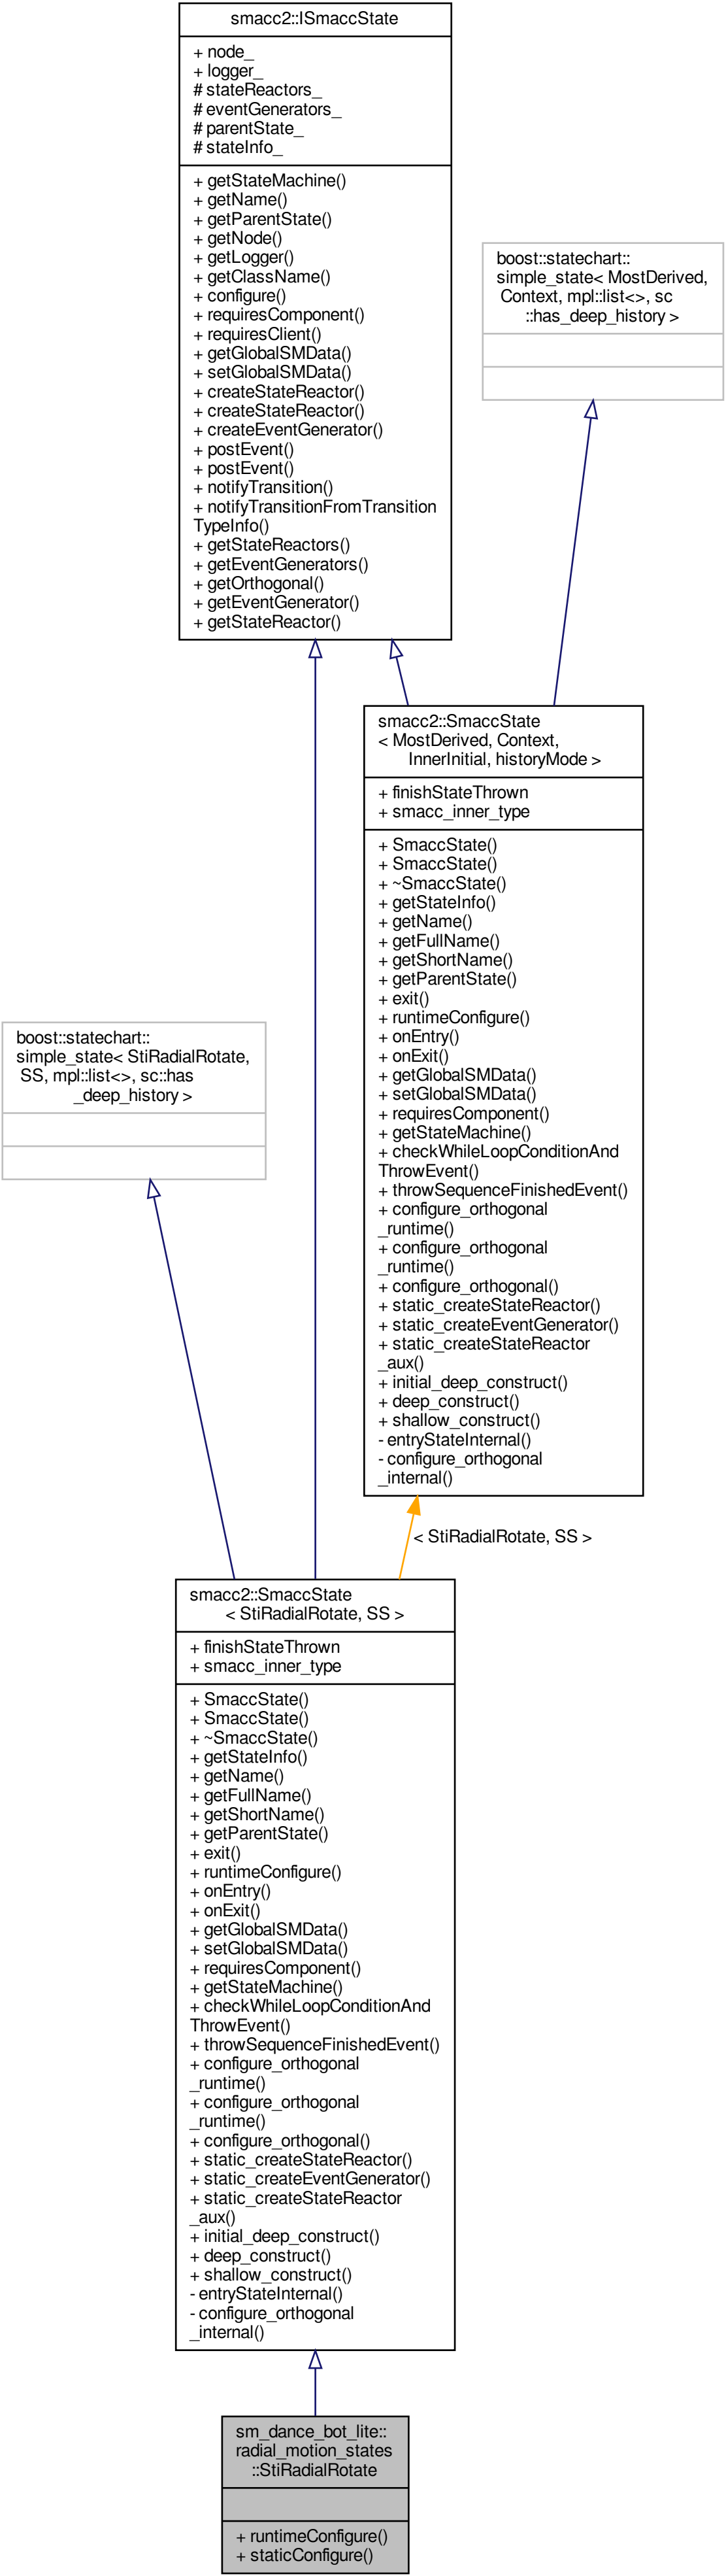 smacc2::ISmaccState
+ node_
+ logger_
# stateReactors_
# eventGenerators_
# parentState_
# stateInfo_
+ getStateMachine()
+ getName()
+ getParentState()
+ getNode()
+ getLogger()
+ getClassName()
+ configure()
+ requiresComponent()
+ requiresClient()
+ getGlobalSMData()
+ setGlobalSMData()
+ createStateReactor()
+ createStateReactor()
+ createEventGenerator()
+ postEvent()
+ postEvent()
+ notifyTransition()
+ notifyTransitionFromTransition
TypeInfo()
+ getStateReactors()
+ getEventGenerators()
+ getOrthogonal()
+ getEventGenerator()
+ getStateReactor()
boost::statechart::
simple_state< MostDerived,
Context, mpl::list<>, sc
::has_deep_history >
smacc2::SmaccState
< MostDerived, Context,
InnerInitial, historyMode >
+ finishStateThrown
+ smacc_inner_type
+ SmaccState()
+ SmaccState()
+ ~SmaccState()
+ getStateInfo()
+ getName()
+ getFullName()
+ getShortName()
+ getParentState()
+ exit()
+ runtimeConfigure()
+ onEntry()
+ onExit()
+ getGlobalSMData()
+ setGlobalSMData()
+ requiresComponent()
+ getStateMachine()
+ checkWhileLoopConditionAnd
ThrowEvent()
+ throwSequenceFinishedEvent()
+ configure_orthogonal
_runtime()
+ configure_orthogonal
_runtime()
+ configure_orthogonal()
+ static_createStateReactor()
+ static_createEventGenerator()
+ static_createStateReactor
_aux()
+ initial_deep_construct()
+ deep_construct()
+ shallow_construct()
- entryStateInternal()
- configure_orthogonal
_internal()
boost::statechart::
simple_state< StiRadialRotate,
SS, mpl::list<>, sc::has
_deep_history >
< StiRadialRotate, SS >
smacc2::SmaccState
< StiRadialRotate, SS >
+ finishStateThrown
+ smacc_inner_type
+ SmaccState()
+ SmaccState()
+ ~SmaccState()
+ getStateInfo()
+ getName()
+ getFullName()
+ getShortName()
+ getParentState()
+ exit()
+ runtimeConfigure()
+ onEntry()
+ onExit()
+ getGlobalSMData()
+ setGlobalSMData()
+ requiresComponent()
+ getStateMachine()
+ checkWhileLoopConditionAnd
ThrowEvent()
+ throwSequenceFinishedEvent()
+ configure_orthogonal
_runtime()
+ configure_orthogonal
_runtime()
+ configure_orthogonal()
+ static_createStateReactor()
+ static_createEventGenerator()
+ static_createStateReactor
_aux()
+ initial_deep_construct()
+ deep_construct()
+ shallow_construct()
- entryStateInternal()
- configure_orthogonal
_internal()
sm_dance_bot_lite::
radial_motion_states
::StiRadialRotate
+ runtimeConfigure()
+ staticConfigure()